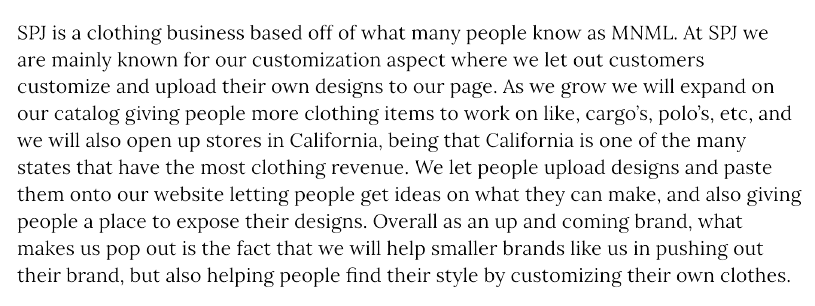 SPJ is a clothing business based off of what many people know as MNML. At SPJ we
are mainly known for our customization aspect where we let out customers
customize and upload their own designs to our page. As we grow we will expand on
our catalog giving people more clothing items to work on like, cargo’s, polo’s, etc, and
we will also open up stores in California, being that California is one of the many
states that have the most clothing revenue. We let people upload designs and paste
them onto our website letting people get ideas on what they can make, and also giving
people a place to expose their designs. Overall as an up and coming brand, what
makes us pop out is the fact that we will help smaller brands like us in pushing out
their brand, but also helping people find their style by customizing their own clothes.